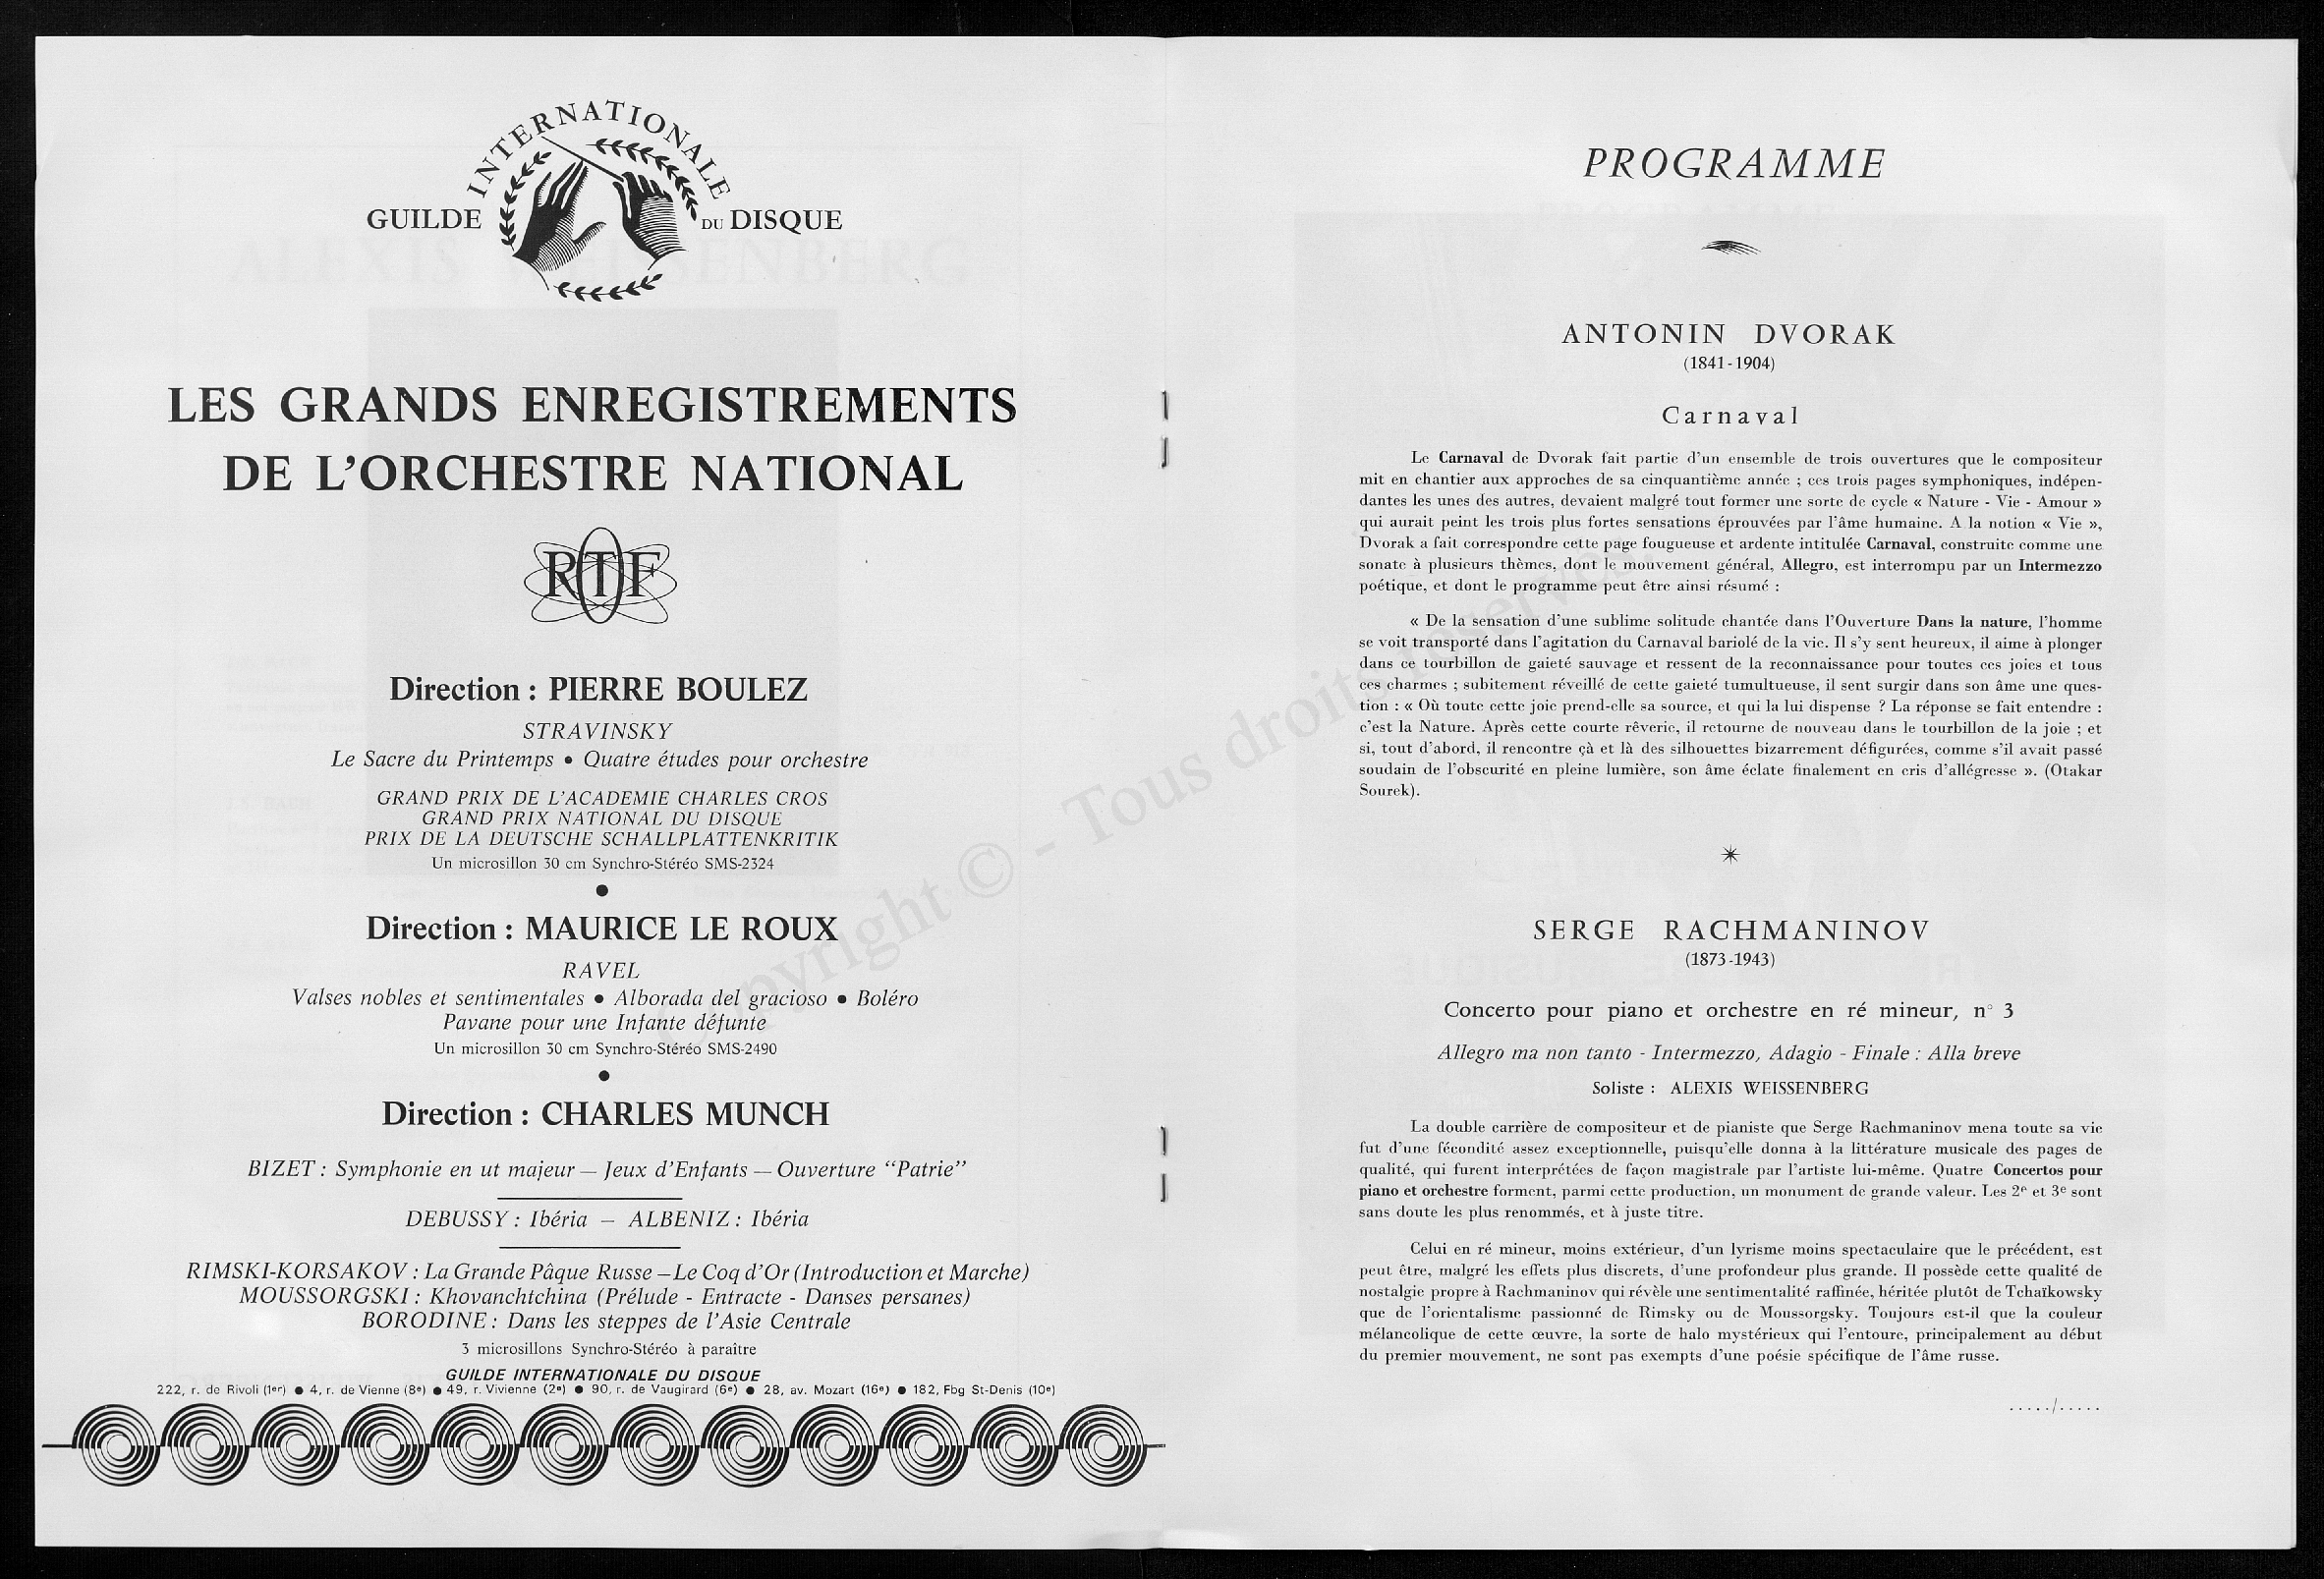 INTERNATIONALE
GUILDE DU DISQUE
LES GRANDS ENREGISTREMENTS
DE L'ORCHESTRE NATIONAL
RTF
Direction : PIERRE BOULEZ
STRAVINSKY
Le Sacre du Printemps • Quatre études pour orchestre
GRAND PRIX DE L'ACADEMIE CHARLES CROS
GRAND PRIX NATIONAL DU DISQUE
PRIX DE LA DEUTSCHE SCHALLPLATTENKRITIK
Un microsillon 30 cm Synchro-Stéréo SMS-2324
•
Direction : MAURICE LE ROUX
RAVEL
Valses nobles et sentimentales • Alborada del gracioso • Boléro
Pavane pour une Infante défunte
Un microsillon 30 cm Synchro-Stéréo SMS-2490
•
Direction : CHARLES MUNCH
BIZET : Symphonie en ut majeur — Jeux d'Enfants — Ouverture "Patrie"
DEBUSSY : Ibéria — ALBENIZ : Ibéria
RIMSKI-KORSAKOV : La Grande Pâque Russe — Le Coq d'Or (Introduction et Marche)
MOUSSORGSKI : Khovanchtchina (Prélude - Entracte - Danses persanes)
BORODINE : Dans les steppes de l'Asie Centrale
3 microsillons Synchro-Stéréo à paraître
GUILDE INTERNATIONALE DU DISQUE
222, r. de Rivoli (1er) • 4, r. de Vienne (8e) • 49, r. Vivienne (2e) • 90, r. de Vaugirard (6e) • 28, av. Mozart (16e) • 182, Fbg St-Denis (10e)
PROGRAMME
ANTONIN DVORAK
(1841-1904)
Carnaval
Le Carnaval de Dvorak fait partie d'un ensemble de trois ouvertures que le compositeur
mit en chantier aux approches de sa cinquantième année ; ces trois pages symphoniques, indépen-
dantes les unes des autres, devaient malgré tout former une sorte de cycle « Nature - Vie - Amour »
qui aurait peint les trois plus fortes sensations éprouvées par l'âme humaine. A la notion « Vie »,
Dvorak a fait correspondre cette page fougueuse et ardente intitulée Carnaval, construite comme une
sonate à plusieurs thèmes, dont le mouvement général, Allegro, est interrompu par un Intermezzo
poétique, et dont le programme peut être ainsi résumé :
« De la sensation d'une sublime solitude chantée dans l'Ouverture Dans la nature, l'homme
se voit transporté dans l'agitation du Carnaval bariolé de la vie. Il s'y sent heureux, il aime à plonger
dans ce tourbillon de gaieté sauvage et ressent de la reconnaissance pour toutes ces joies et tous
ces charmes ; subitement réveillé de cette gaieté tumultueuse, il sent surgir dans son âme une ques-
tion : « Où toute cette joie prend-elle sa source, et qui la lui dispense ? La réponse se fait entendre :
c'est la Nature. Après cette courte rêverie, il retourne de nouveau dans le tourbillon de la joie ; et
si, tout d'abord, il rencontre çà et là des silhouettes bizarrement défigurées, comme s'il avait passé
soudain de l'obscurité en pleine lumière, son âme éclate finalement en cris d'allégresse ». (Otakar
Sourek).
SERGE RACHMANINOV
(1873-1943)
Concerto pour piano et orchestre en ré mineur, n° 3
Allegro ma non tanto - Intermezzo, Adagio - Finale : Alla breve
Soliste : ALEXIS WEISSENBERG
La double carrière de compositeur et de pianiste que Serge Rachmaninov mena toute sa vie
fut d'une fécondité assez exceptionnelle, puisqu'elle donna à la littérature musicale des pages de
qualité, qui furent interprétées de façon magistrale par l'artiste lui-même. Quatre Concertos pour
piano et orchestre forment, parmi cette production, un monument de grande valeur. Les 2e et 3e sont
sans doute les plus renommés, et à juste titre.
Celui en ré mineur, moins extérieur, d'un lyrisme moins spectaculaire que le précédent, est
peut être, malgré les effets plus discrets, d'une profondeur plus grande. Il possède cette qualité de
nostalgie propre à Rachmaninov qui révèle une sentimentalité raffinée, héritée plutôt de Tchaïkowsky
que de l'orientalisme passionné de Rimsky ou de Moussorgsky. Toujours est-il que la couleur
mélancolique de cette œuvre, la sorte de halo mystérieux qui l'entoure, principalement au début
du premier mouvement, ne sont pas exempts d'une poésie spécifique de l'âme russe.
...../.....
pyright © - Tous droits réservés